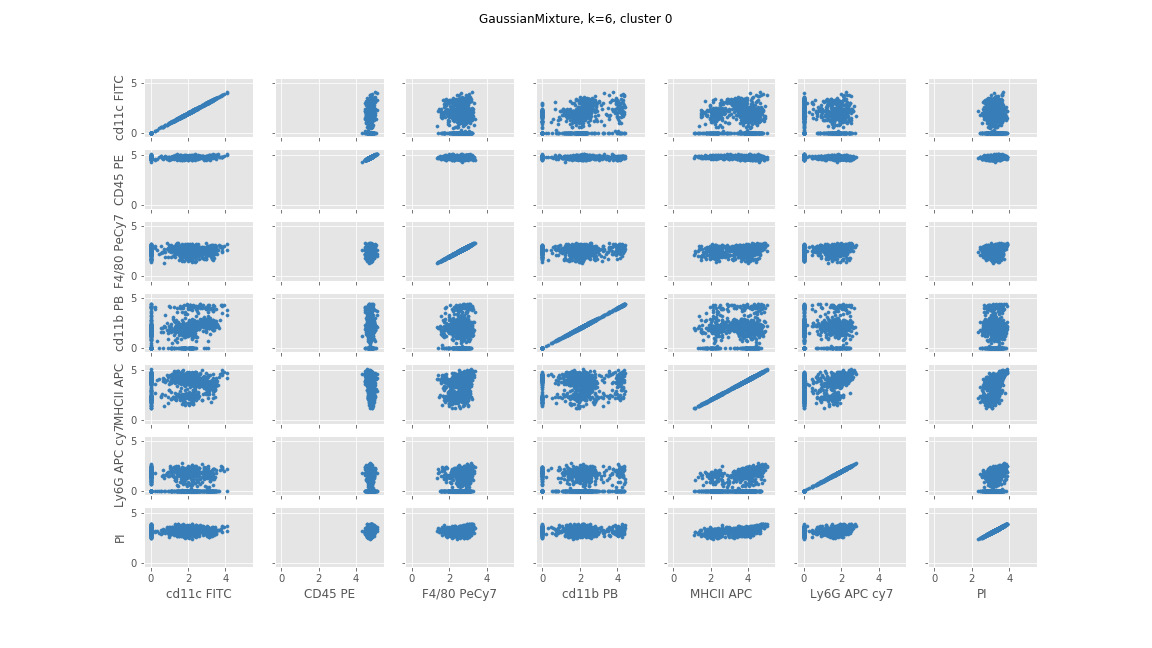 GaussianMixture, k=6, cluster 0
5
0
cd11c FITC
5
0
CD45 PE
5
0
F4/80 PeCy7
5
0
cd11b PB
5
0
MHCII APC
5
0
Ly6G APC cy7
0
PI
0 2 4 0 2 4 0 2 4 0 2 4 0 2 4 0 2 4 0 2 4
cd11c FITC CD45 PE F4/80 PeCy7 cd11b PB MHCII APC Ly6G APC cy7 PI